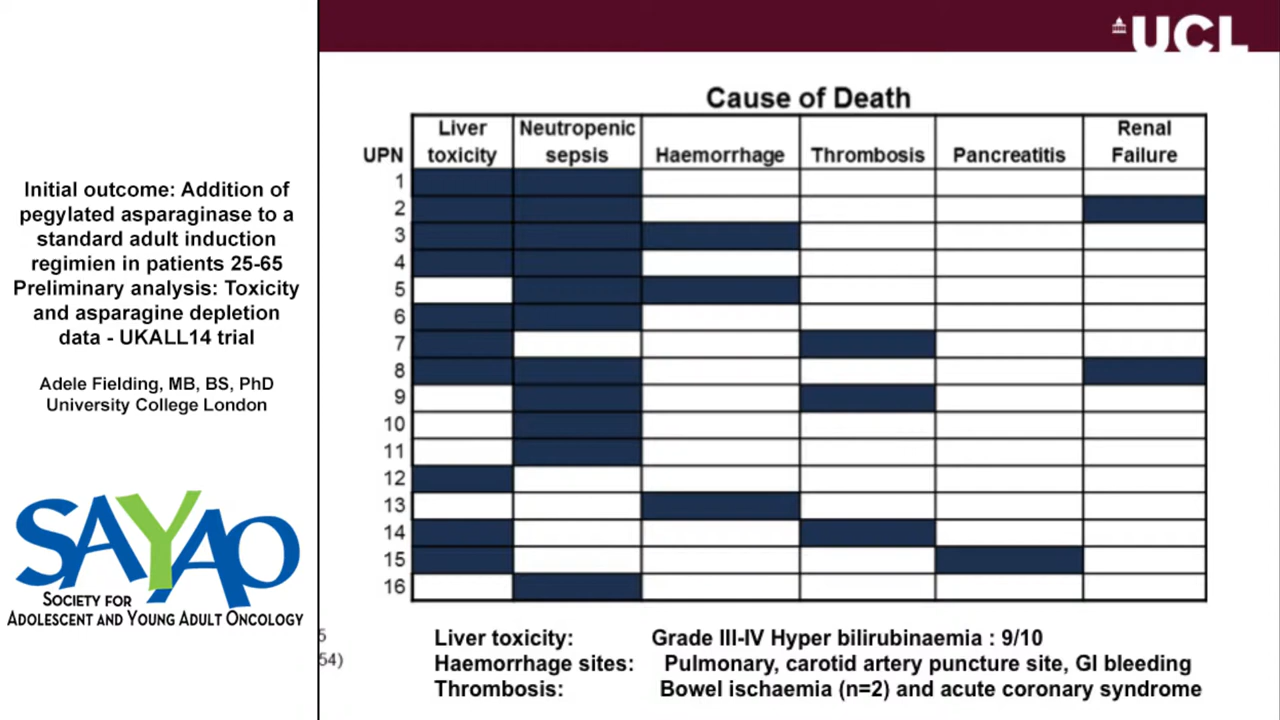 UCL
Initial outcome: Addition of
pegylated asparaginase to a
standard adult induction
regimien in patients 25-65
Preliminary analysis: Toxicity
and asparagine depletion
data - UKALL14 trial
Adele Fielding, MB, BS, PhD
University College London
SAYAO
SOCIETY FOR
ADOLESCENT AND YOUNG ADULT ONCOLOGY
Cause of Death
UPN Liver toxicity Neutropenic sepsis Haemorrhage Thrombosis Pancreatitis Renal Failure
1
2
3
4
5
6
7
8
9
10
11
12
13
14
15
16
5
54)
Liver toxicity: Grade III-IV Hyper bilirubinaemia : 9/10
Haemorrhage sites: Pulmonary, carotid artery puncture site, GI bleeding
Thrombosis: Bowel ischaemia (n=2) and acute coronary syndrome